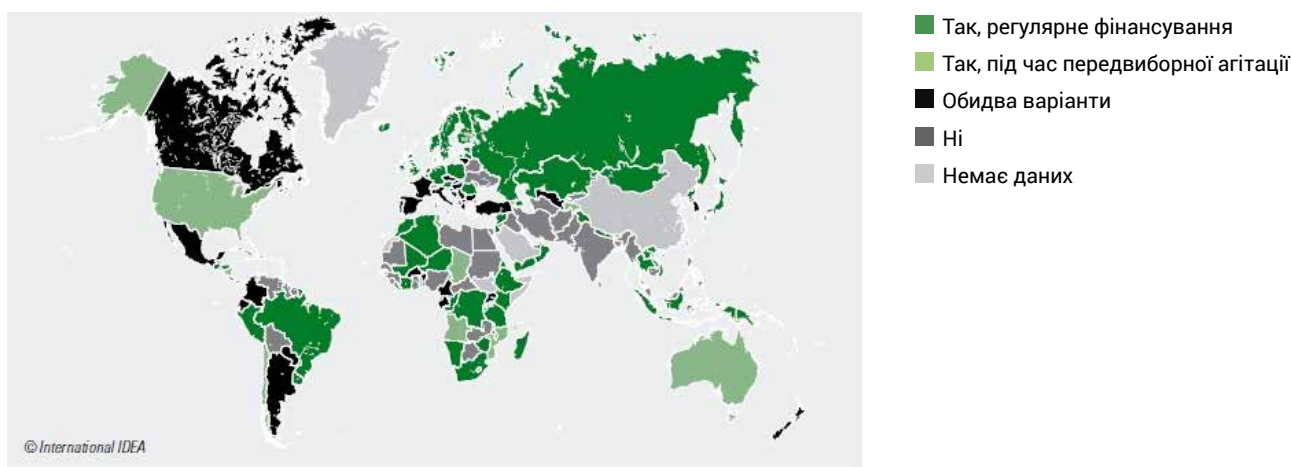 Так, регулярне фінансування
Так, під час передвиборної агітації
Обидва варіанти
Ні
Немає даних
© International IDEA